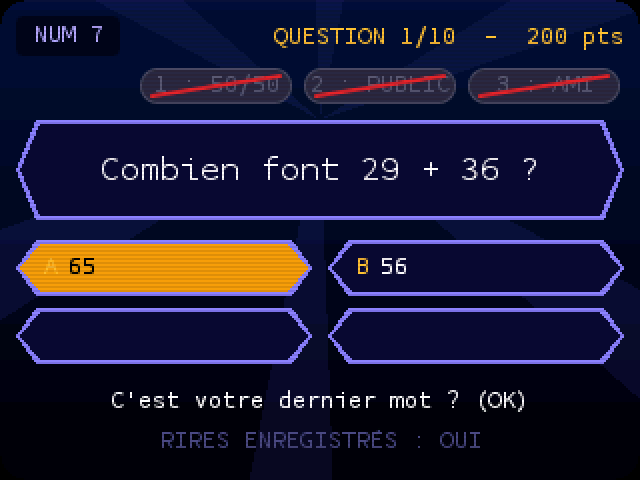 NUM 7
QUESTION 1/10 - 200 pts
1 : 50/50 2 : PUBLIC 3 : AMI
Combien font 29 + 36 ?
A 65
B 56
C'est votre dernier mot ? (OK)
RIRES ENREGISTRÉS : OUI